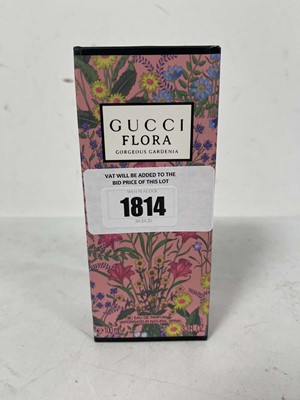 GUCCI
FLORA
GORGEOUS GARDENIA
VAT WILL BE ADDED TO THE
BID PRICE OF THIS LOT
1814